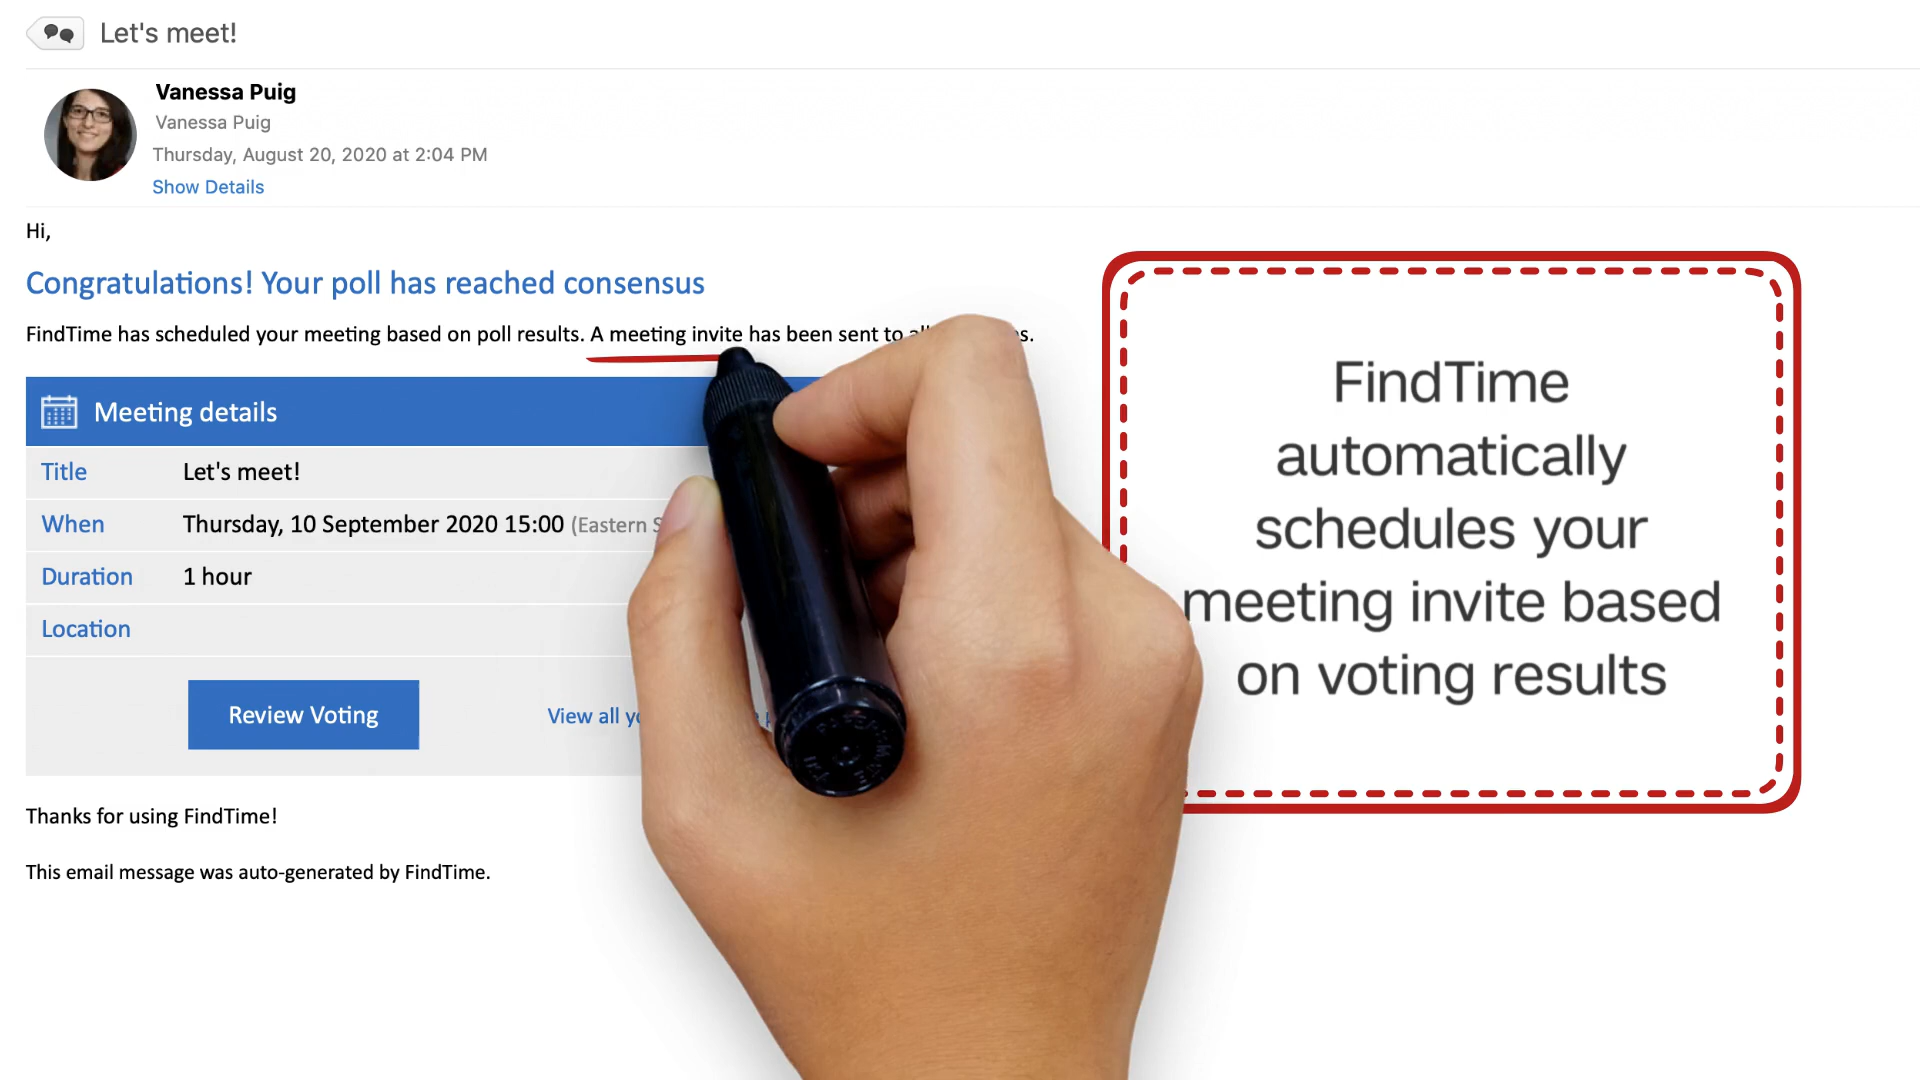 Let's meet!
Vanessa Puig
Vanessa Puig
Thursday, August 20, 2020 at 2:04 PM
Show Details
Hi,
Congratulations! Your poll has reached consensus
FindTime has scheduled your meeting based on poll results. A meeting invite has been sent to
Meeting details
Title Let's meet!
When Thursday, 10 September 2020 15:00 (Eastern
Duration 1 hour
Location
Review Voting View all
Thanks for using FindTime!
This email message was auto-generated by FindTime.
FindTime
automatically
schedules your
meeting invite based
on voting results